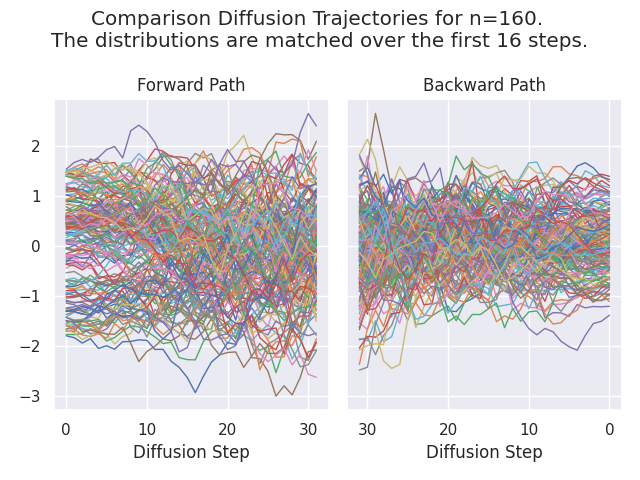 Comparison Diffusion Trajectories for n=160.
The distributions are matched over the first 16 steps.
Forward Path
Backward Path
2
1
0
−1
−2
−3
0 10 20 30
30 20 10 0
Diffusion Step
Diffusion Step